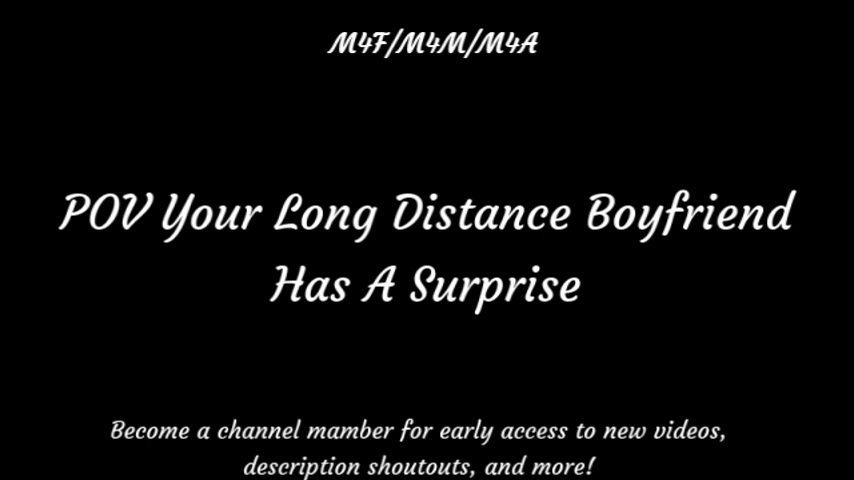 M4F/M4M/M4A
POV Your Long Distance Boyfriend
Has A Surprise
Become a channel mamber for early access to new videos,
description shoutouts, and more!